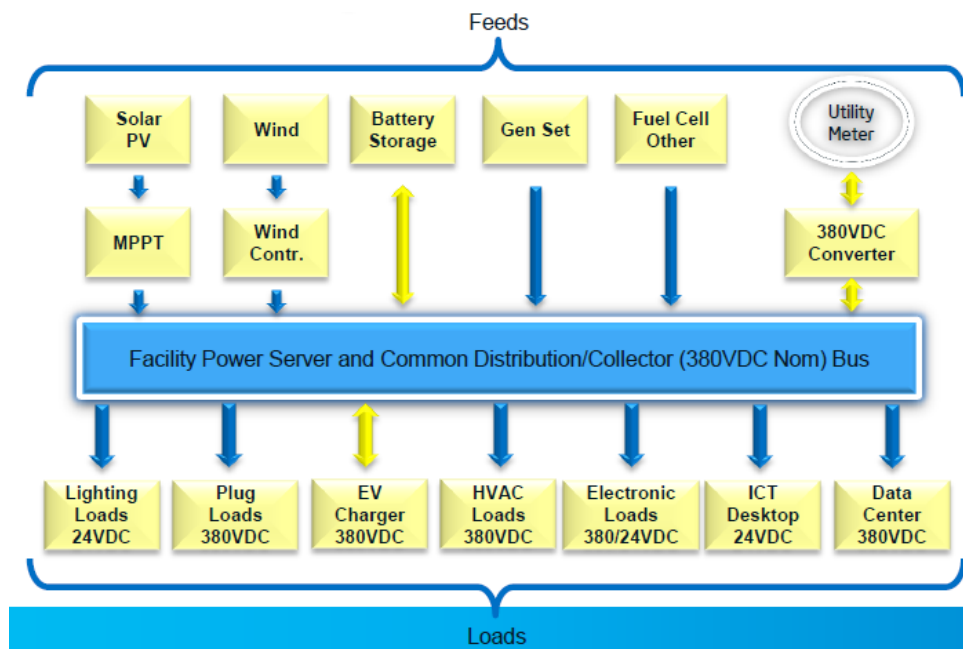 Feeds
Solar
PV
Wind
Battery
Storage
Gen Set
Fuel Cell
Other
Utility
Meter
MPPT
Wind
Contr.
380VDC
Converter
Facility Power Server and Common Distribution/Collector (380VDC Nom) Bus
Lighting
Loads
24VDC
Plug
Loads
380VDC
EV
Charger
380VDC
HVAC
Loads
380VDC
Electronic
Loads
380/24VDC
ICT
Desktop
24VDC
Data
Center
380VDC
Loads